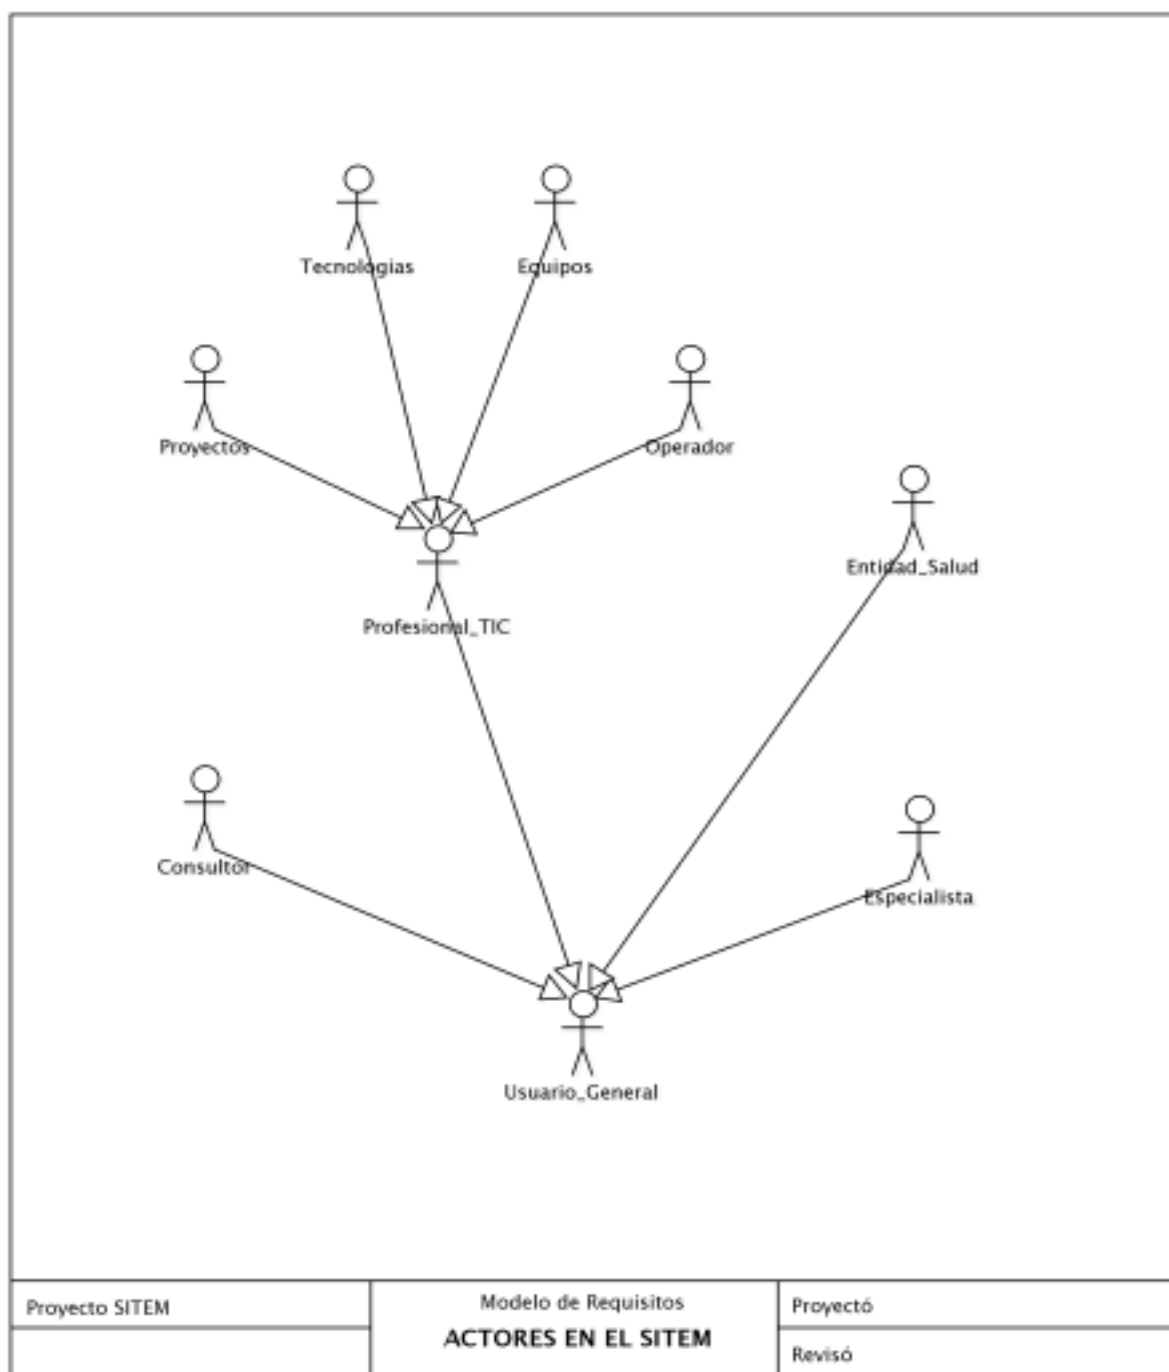 Tecnologias
Equipos
Proyectos
Operador
Entidad_Salud
Profesional_TIC
Consultor
Especialista
Usuario_General
Proyecto SITEM
Modelo de Requisitos
ACTORES EN EL SITEM
Proyectó
Revisó